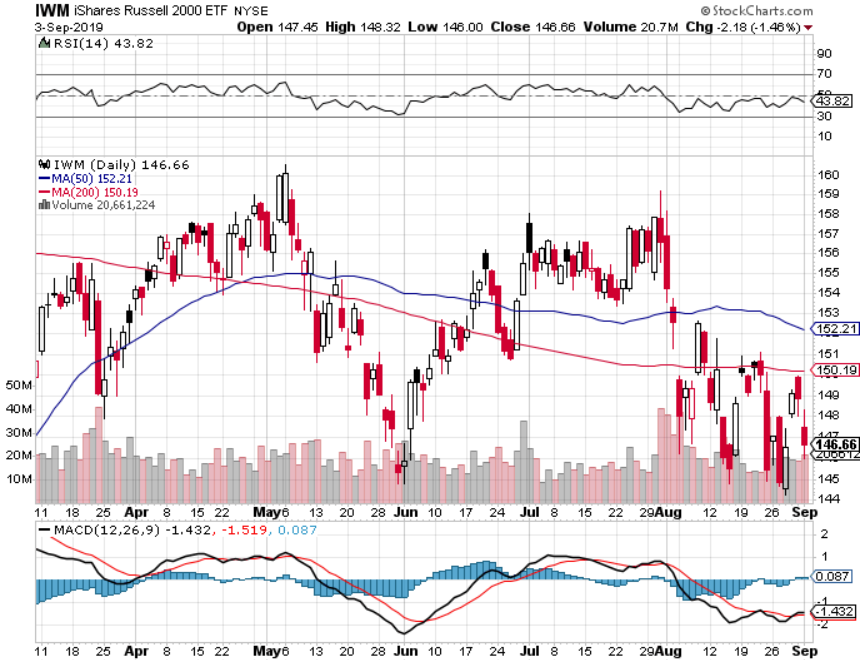 IWM iShares Russell 2000 ETF NYSE © StockCharts.com
3-Sep-2019 Open 147.45 High 148.32 Low 146.00 Close 146.66 Volume 20.7M Chg -2.18 (-1.46%)
RSI(14) 43.82
90
70
50
43.82
30
10
IWM (Daily) 146.66
MA(50) 152.21
MA(200) 150.19
Volume 20,661,224
160
159
158
157
156
155
154
153
152.21
151
150.19
149
148
147
146.66
145
144
50M
40M
30M
20M
10M
11 18 25 Apr 8 15 22 May 6 13 20 28 Jun 10 17 24 Jul 8 15 22 29 Aug 12 19 26 Sep
MACD(12,26,9) -1.432, -1.519, 0.087
2
1
0.087
-1.432
-2
11 18 25 Apr 8 15 22 May 6 13 20 28 Jun 10 17 24 Jul 8 15 22 29 Aug 12 19 26 Sep